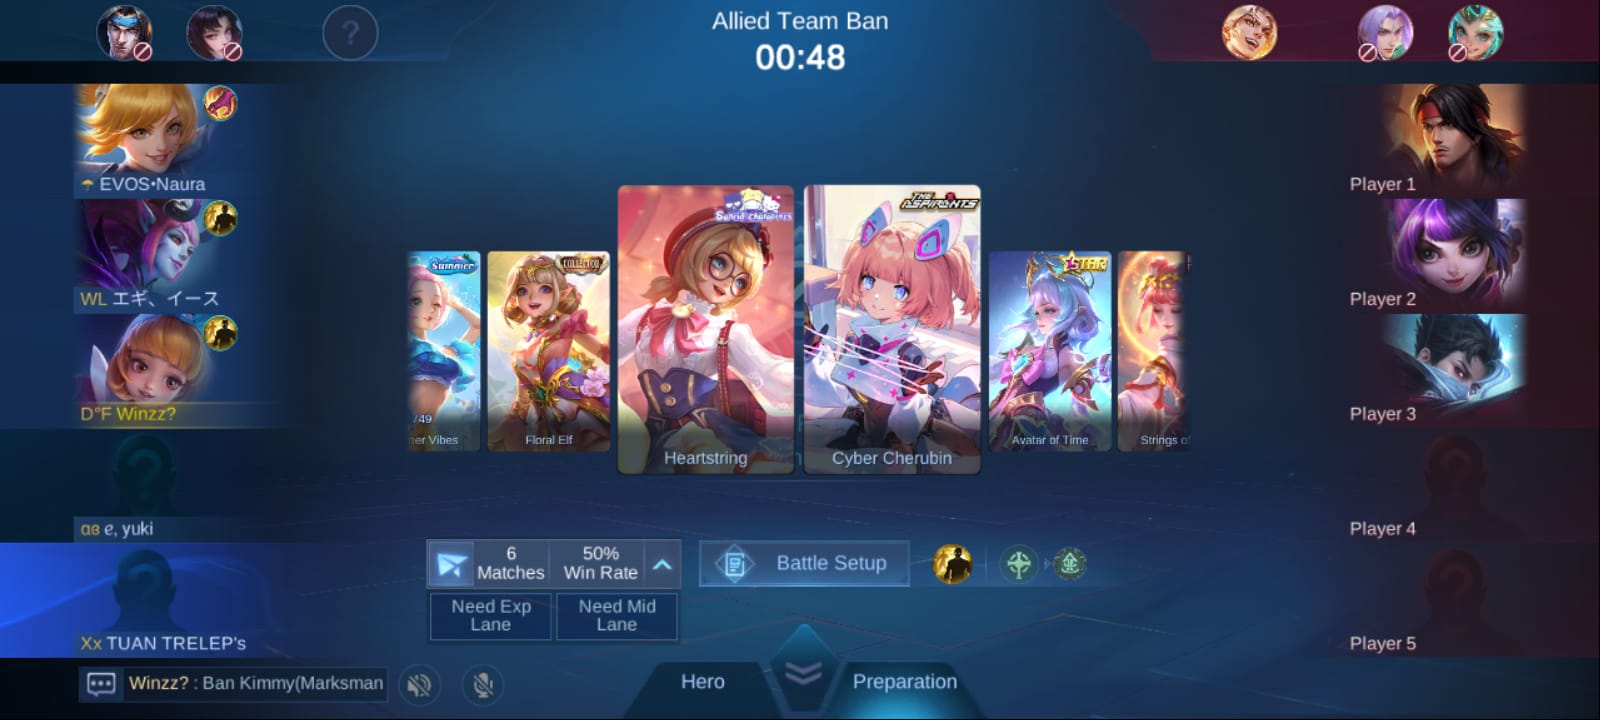 Allied Team Ban
00:48
?
EVOS•Naura
WL エギ、イース
D°F Winzz?
αв e, yuki
Xx TUAN TRELEP's
Winzz? : Ban Kimmy(Marksman
Summer
/49
ner Vibes
COLLECTOR
Floral Elf
Sanrio characters
Heartstring
THE ASPIRANTS
Cyber Cherubin
STAR
Avatar of Time
Strings of
6
Matches
50%
Win Rate
Need Exp
Lane
Need Mid
Lane
Battle Setup
Hero
Preparation
Player 1
Player 2
Player 3
Player 4
Player 5